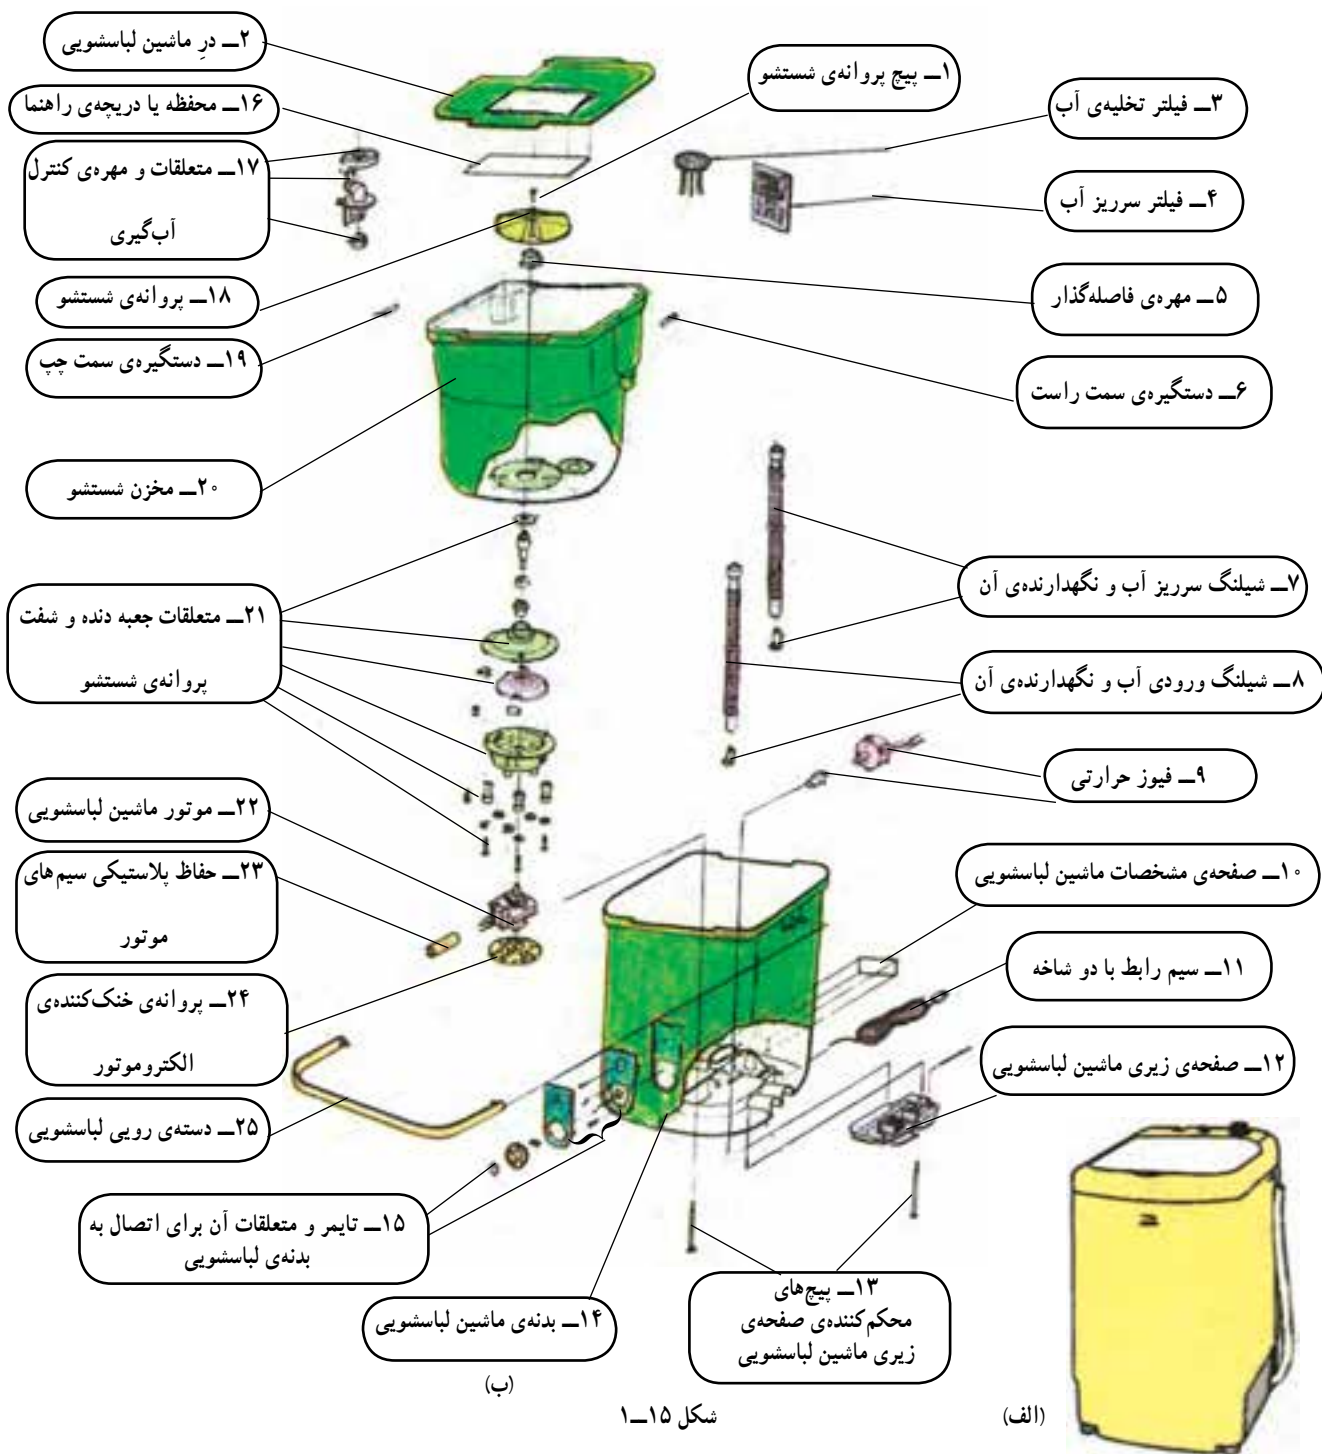 ۱ــ پیچ پروانه‌ی شستشو
۲ــ درِ ماشین لباسشویی
۳ــ فیلتر تخلیه‌ی آب
۴ــ فیلتر سرریز آب
۵ــ مهره‌ی فاصله‌گذار
۶ــ دستگیره‌ی سمت راست
۷ــ شیلنگ سرریز آب و نگهدارنده‌ی آن
۸ــ شیلنگ ورودی آب و نگهدارنده‌ی آن
۹ــ فیوز حرارتی
۱۰ــ صفحه‌ی مشخصات ماشین لباسشویی
۱۱ــ سیم رابط با دو شاخه
۱۲ــ صفحه‌ی زیری ماشین لباسشویی
۱۳ــ پیچ‌های
محکم‌کننده‌ی صفحه‌ی
زیری ماشین لباسشویی
۱۴ــ بدنه‌ی ماشین لباسشویی
۱۵ــ تایمر و متعلقات آن برای اتصال به
بدنه‌ی لباسشویی
۱۶ــ محفظه یا دریچه‌ی راهنما
۱۷ــ متعلقات و مهره‌ی کنترل
آب‌گیری
۱۸ــ پروانه‌ی شستشو
۱۹ــ دستگیره‌ی سمت چپ
۲۰ــ مخزن شستشو
۲۱ــ متعلقات جعبه دنده و شفت
پروانه‌ی شستشو
۲۲ــ موتور ماشین لباسشویی
۲۳ــ حفاظ پلاستیکی سیم‌های
موتور
۲۴ــ پروانه‌ی خنک‌کننده‌ی
الکتروموتور
۲۵ــ دسته‌ی رویی لباسشویی
(الف)
(ب)
شکل ۱۵ــ۱